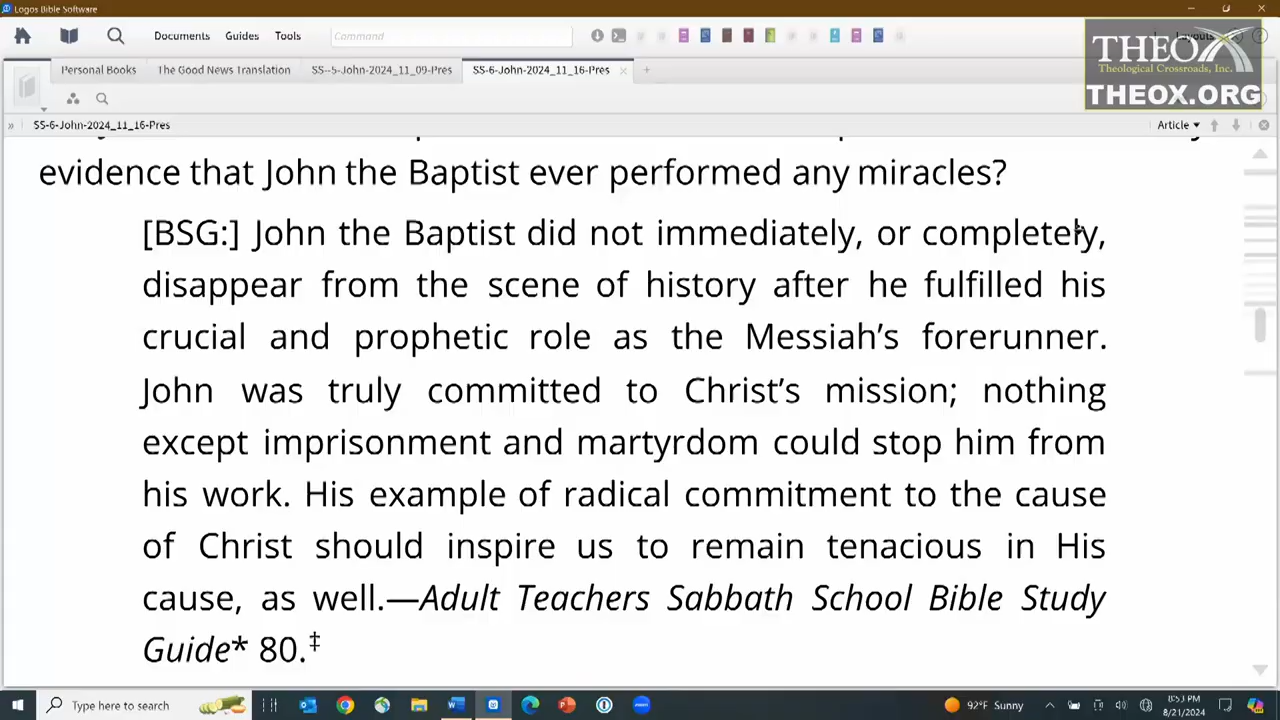 Logos Bible Software
Documents Guides Tools Command
THEOX
Theological Crossroads, Inc.
THEOX.ORG
Personal Books The Good News Translation SS--5-John-2024_11_09-Des SS-6-John-2024_11_16-Pres
SS-6-John-2024_11_16-Pres Article
evidence that John the Baptist ever performed any miracles?
[BSG:] John the Baptist did not immediately, or completely,
disappear from the scene of history after he fulfilled his
crucial and prophetic role as the Messiah’s forerunner.
John was truly committed to Christ’s mission; nothing
except imprisonment and martyrdom could stop him from
his work. His example of radical commitment to the cause
of Christ should inspire us to remain tenacious in His
cause, as well.—Adult Teachers Sabbath School Bible Study
Guide* 80.‡
Type here to search 92°F Sunny 8:53 PM
8/21/2024